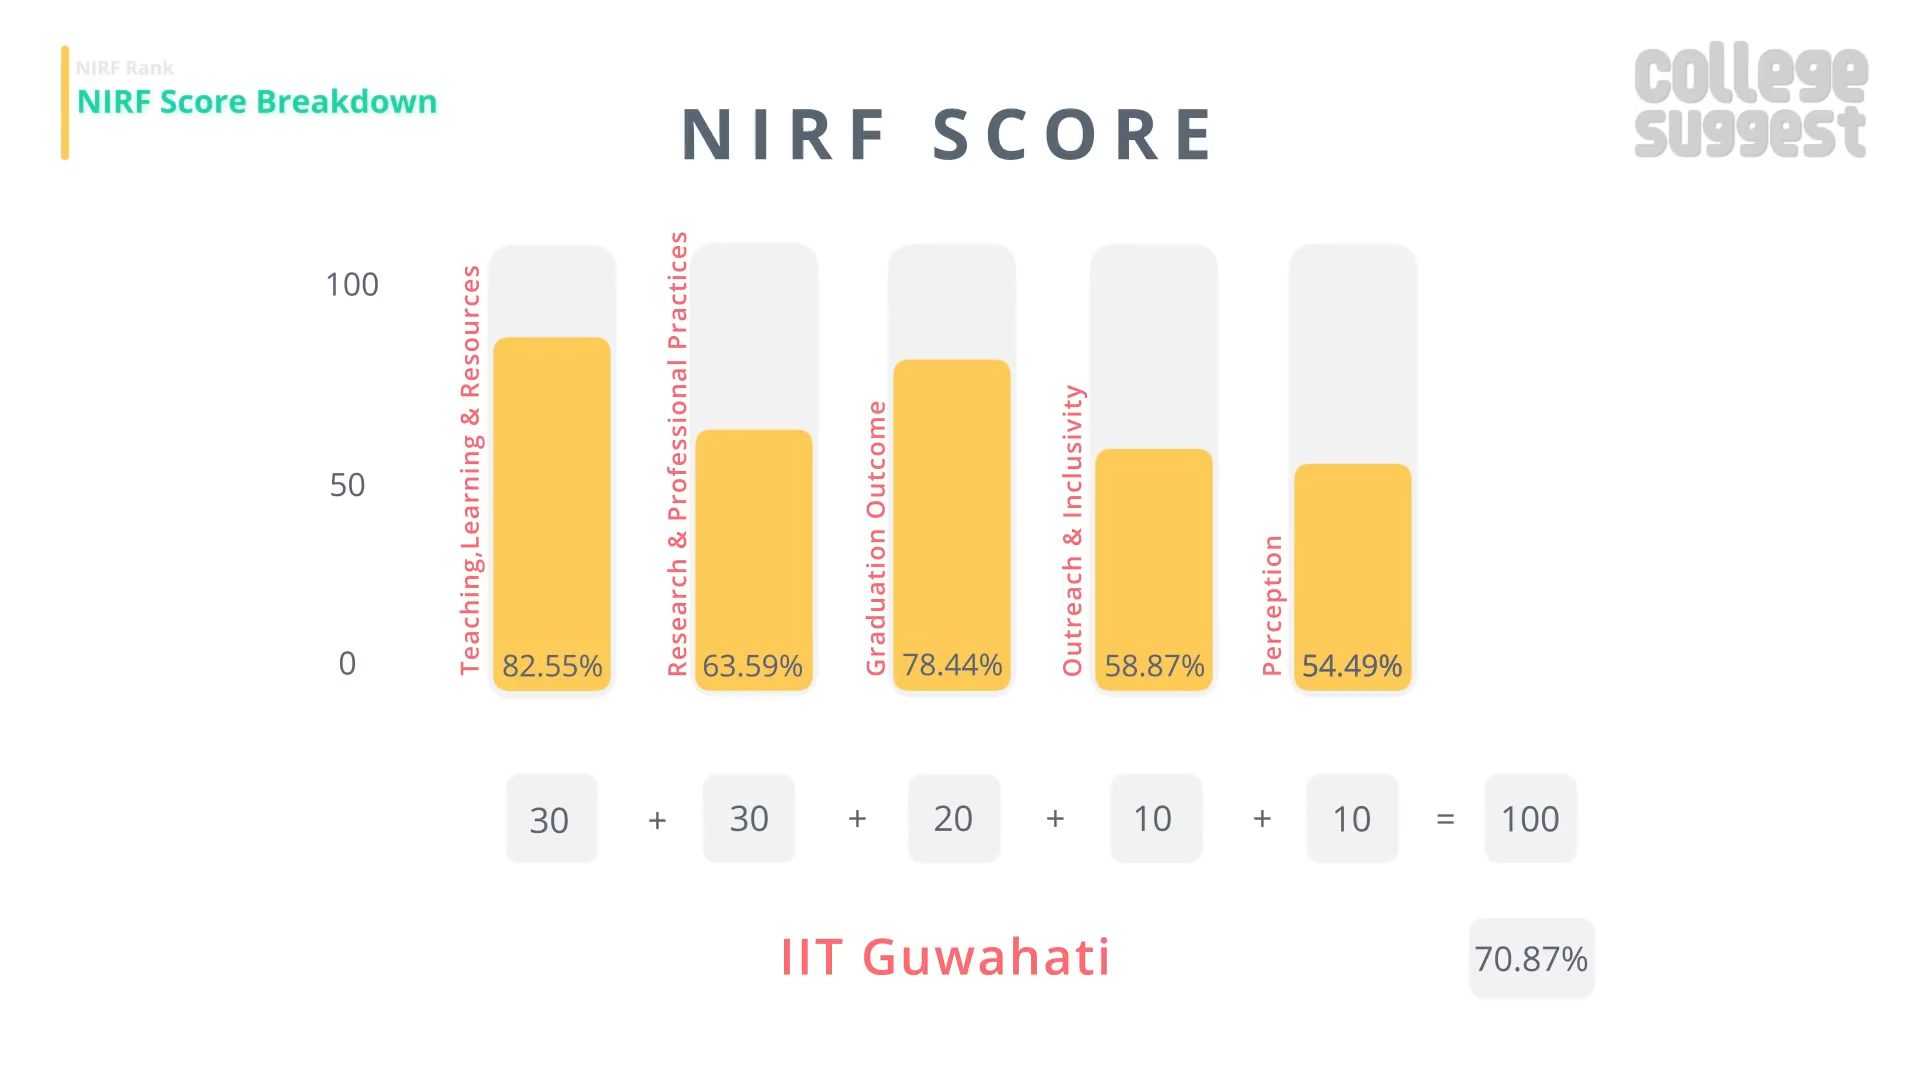 NIRF Rank
NIRF Score Breakdown
NIRF SCORE
college
suggest
100
50
0
Teaching,Learning & Resources
82.55%
Research & Professional Practices
63.59%
Graduation Outcome
78.44%
Outreach & Inclusivity
58.87%
Perception
54.49%
30 + 30 + 20 + 10 + 10 = 100
IIT Guwahati
70.87%